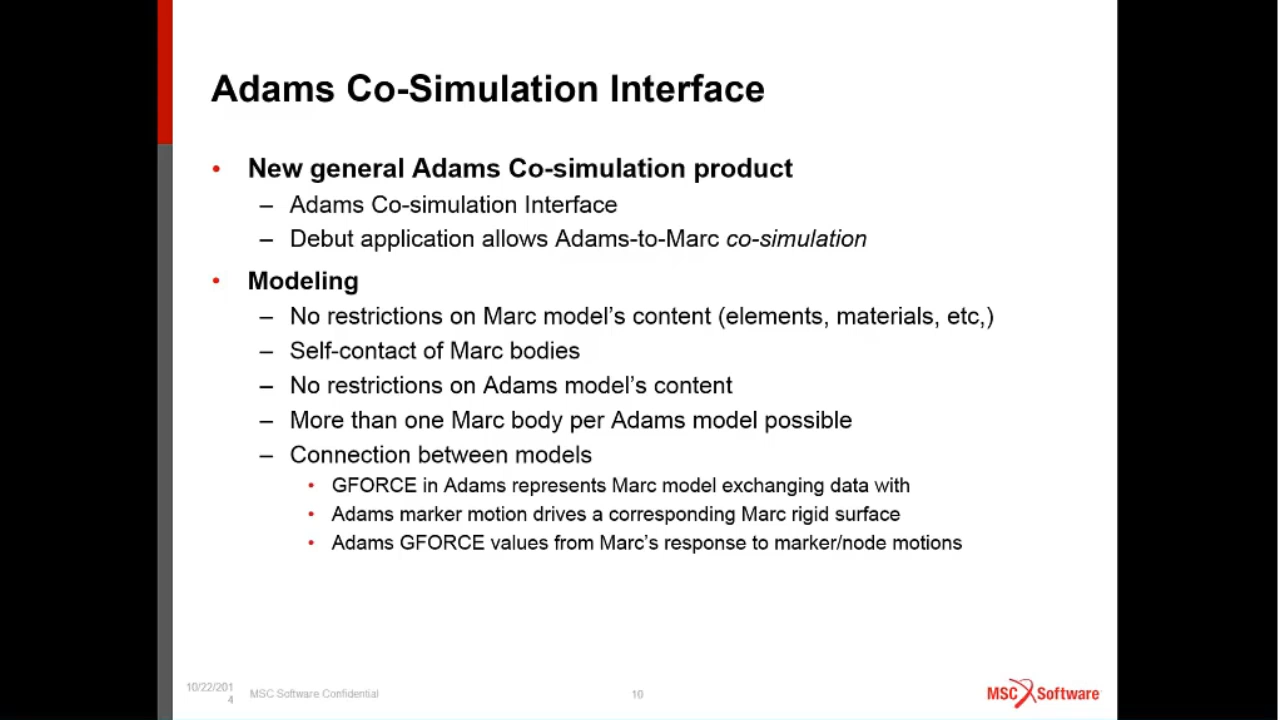 Adams Co-Simulation Interface
• New general Adams Co-simulation product
– Adams Co-simulation Interface
– Debut application allows Adams-to-Marc co-simulation
• Modeling
– No restrictions on Marc model’s content (elements, materials, etc,)
– Self-contact of Marc bodies
– No restrictions on Adams model’s content
– More than one Marc body per Adams model possible
– Connection between models
• GFORCE in Adams represents Marc model exchanging data with
• Adams marker motion drives a corresponding Marc rigid surface
• Adams GFORCE values from Marc’s response to marker/node motions
10/22/201
4
MSC Software Confidential
10
MSC Software